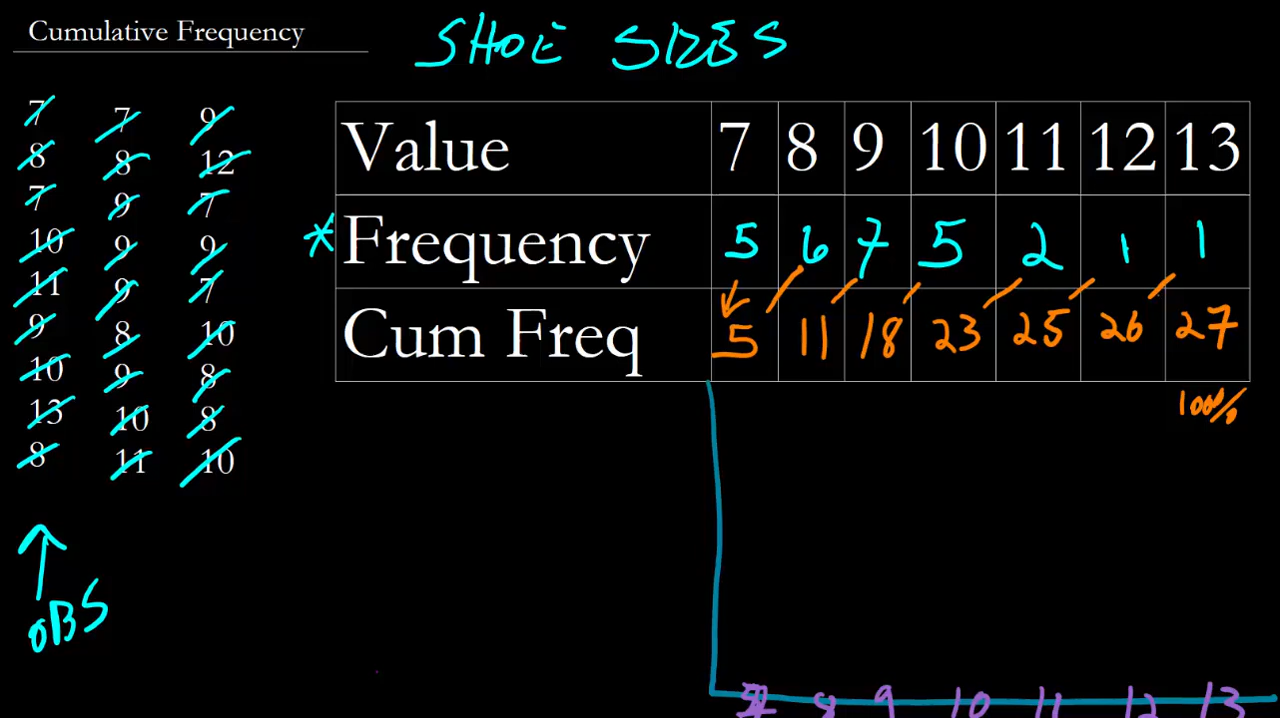 Cumulative Frequency
SHOE SIZES
7 7 9
8 8 12
7 9 7
10 9 9
11 9 7
9 8 10
10 9 8
13 10 8
8 11 10
OBS
Value 7 8 9 10 11 12 13
*Frequency 5 6 7 5 2 1 1
Cum Freq 5 11 18 23 25 26 27
100%
7 8 9 10 11 12 13